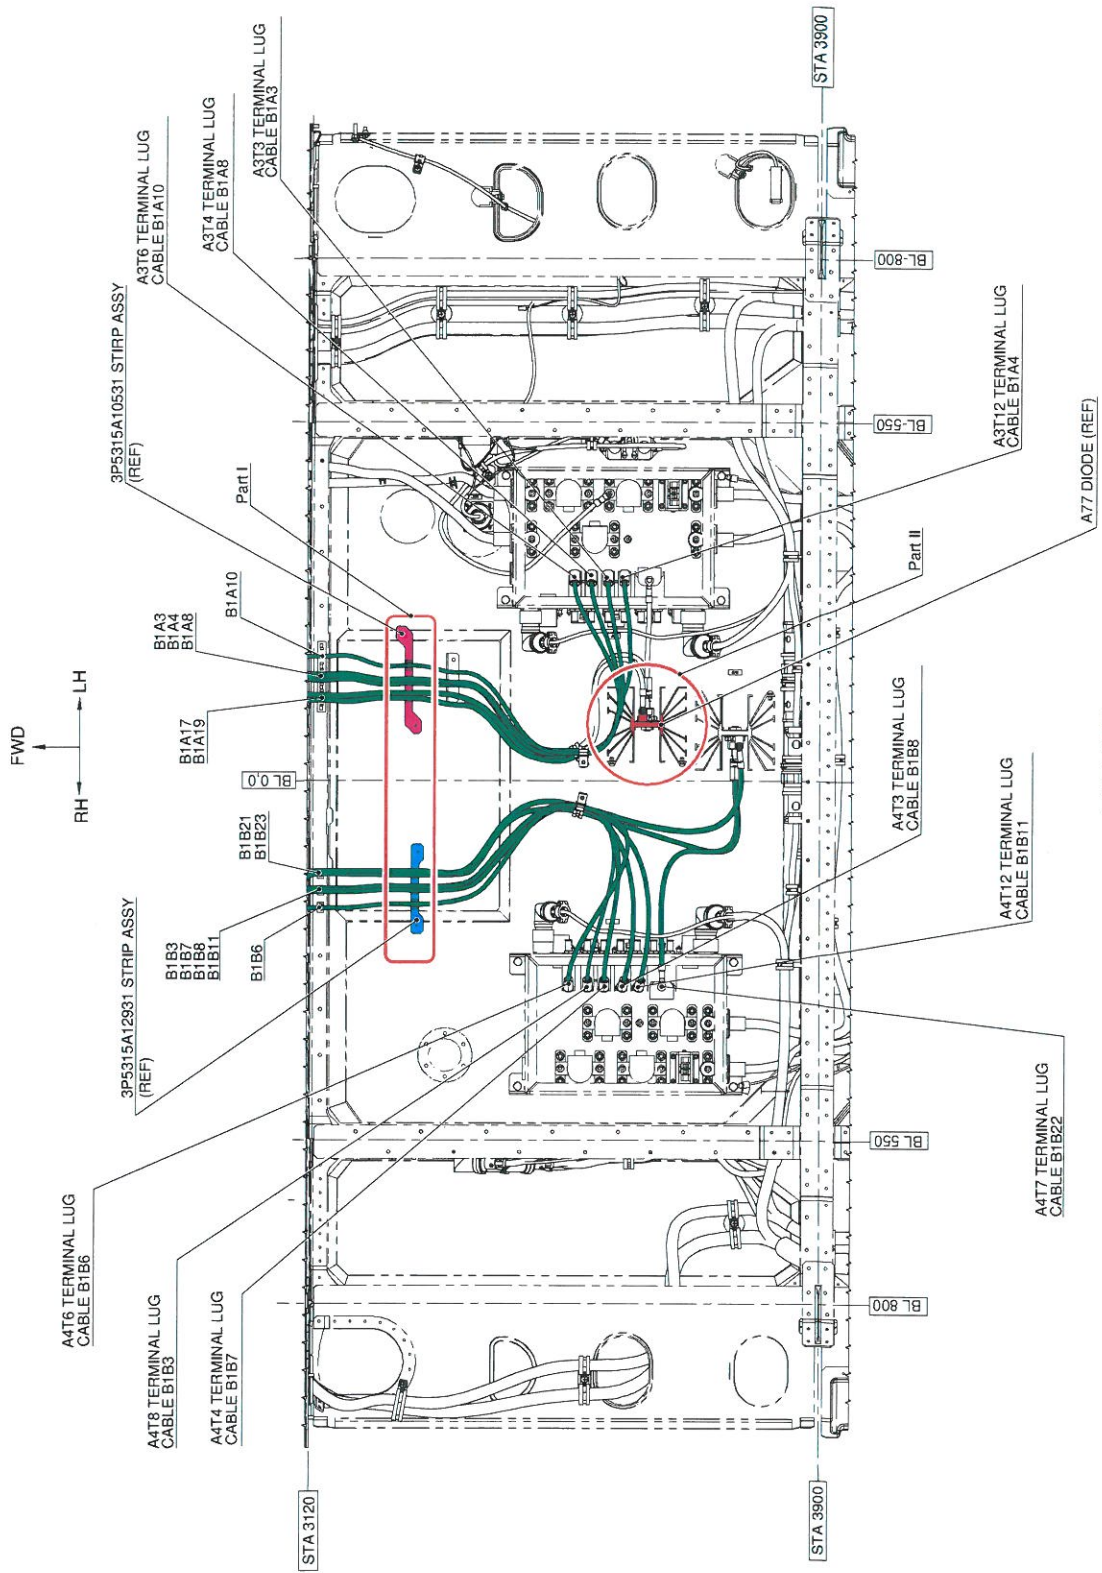 FWD
RH
LH
3P5315A10531 STIRP ASSY
(REF)
A3T6 TERMINAL LUG
CABLE B1A10
A3T4 TERMINAL LUG
CABLE B1A8
A3T3 TERMINAL LUG
CABLE B1A3
Part I
B1A10
B1A3
B1A4
B1A8
B1A17
B1A19
BL 0,0
B1B21
B1B23
B1B3
B1B7
B1B8
B1B11
B1B6
3P5315A12931 STRIP ASSY
(REF)
A4T6 TERMINAL LUG
CABLE B1B6
A4T8 TERMINAL LUG
CABLE B1B3
A4T4 TERMINAL LUG
CABLE B1B7
STA 3120
STA 3900
STA 3900
BL-800
BL-550
BL 550
BL 800
A3T12 TERMINAL LUG
CABLE B1A4
A77 DIODE (REF)
Part II
A4T3 TERMINAL LUG
CABLE B1B8
A4T12 TERMINAL LUG
CABLE B1B11
A4T7 TERMINAL LUG
CABLE B1B22